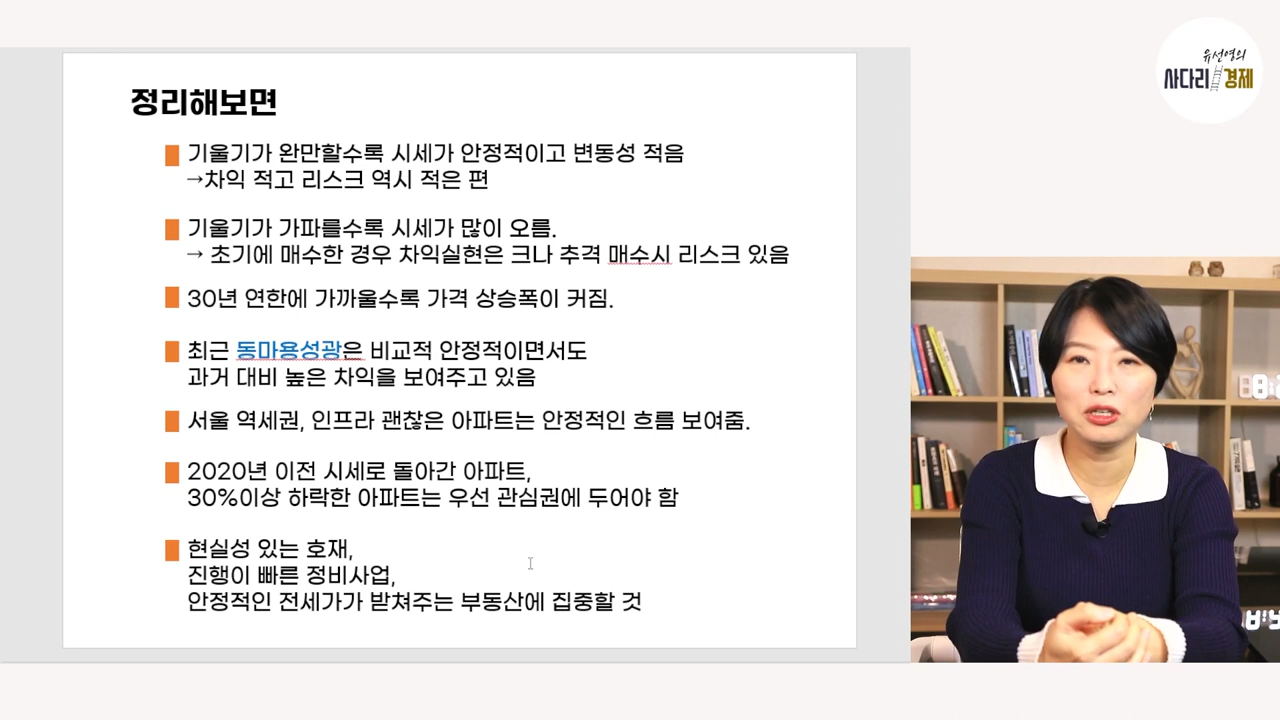 유선영의
사다리 경제
정리해보면
기울기가 완만할수록 시세가 안정적이고 변동성 적음
→차익 적고 리스크 역시 적은 편
기울기가 가파를수록 시세가 많이 오름.
→ 초기에 매수한 경우 차익실현은 크나 추격 매수시 리스크 있음
30년 연한에 가까울수록 가격 상승폭이 커짐.
최근 동마용성광은 비교적 안정적이면서도
과거 대비 높은 차익을 보여주고 있음
서울 역세권, 인프라 괜찮은 아파트는 안정적인 흐름 보여줌.
2020년 이전 시세로 돌아간 아파트,
30%이상 하락한 아파트는 우선 관심권에 두어야 함
현실성 있는 호재,
진행이 빠른 정비사업,
안정적인 전세가가 받쳐주는 부동산에 집중할 것